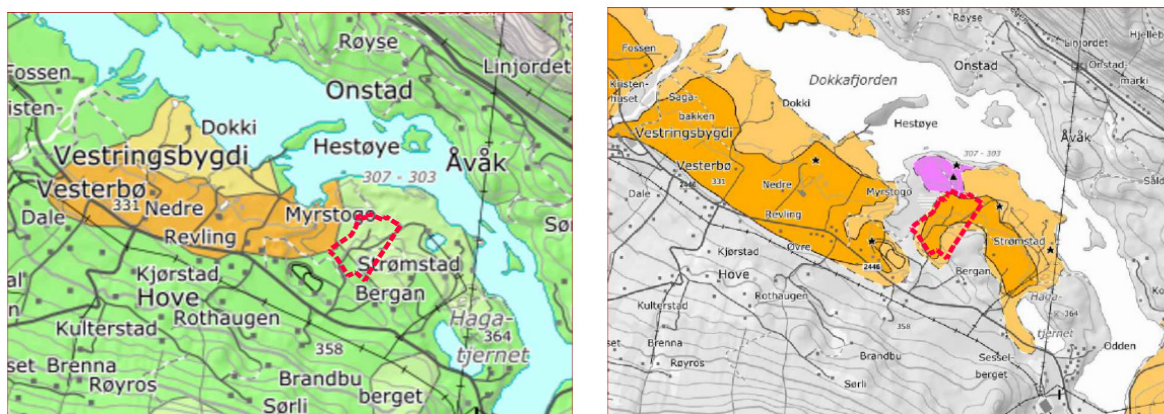 Røyse
Linjordet
Fossen
Onstad
isten-
Dokki
Hestøye
Åvåk
Vestringsbygdi
307 - 303
Vesterbø
331
Nedre
Myrstogo
Dale
Revling
Strømstad
Kjørstad
Bergan
Hove
Rothaugen
Haga-
364
tjernet
Kulterstad
358
set
Brenna
Røyros
Brandbu
berget
Sørli
385
Røyse
Linjordet
Hjelleb
Fossen
Dokkafjorden
Onstad
Onstad-
marki
huset
Saga-
bakken
Dokki
Vestringsbygdi
Hestøye
Åvåk
307 - 303
Vesterbø
Dale
2446
331
Nedre
Myrstogo
Revling
Strømstad
Øvre
Kjørstad
2446
Bergan
Hove
Rothaugen
Haga-
364
tjernet
Kulterstad
358
Odden
set
Brenna
Brandbu
Sessel-
berget
Røyros
Sørli